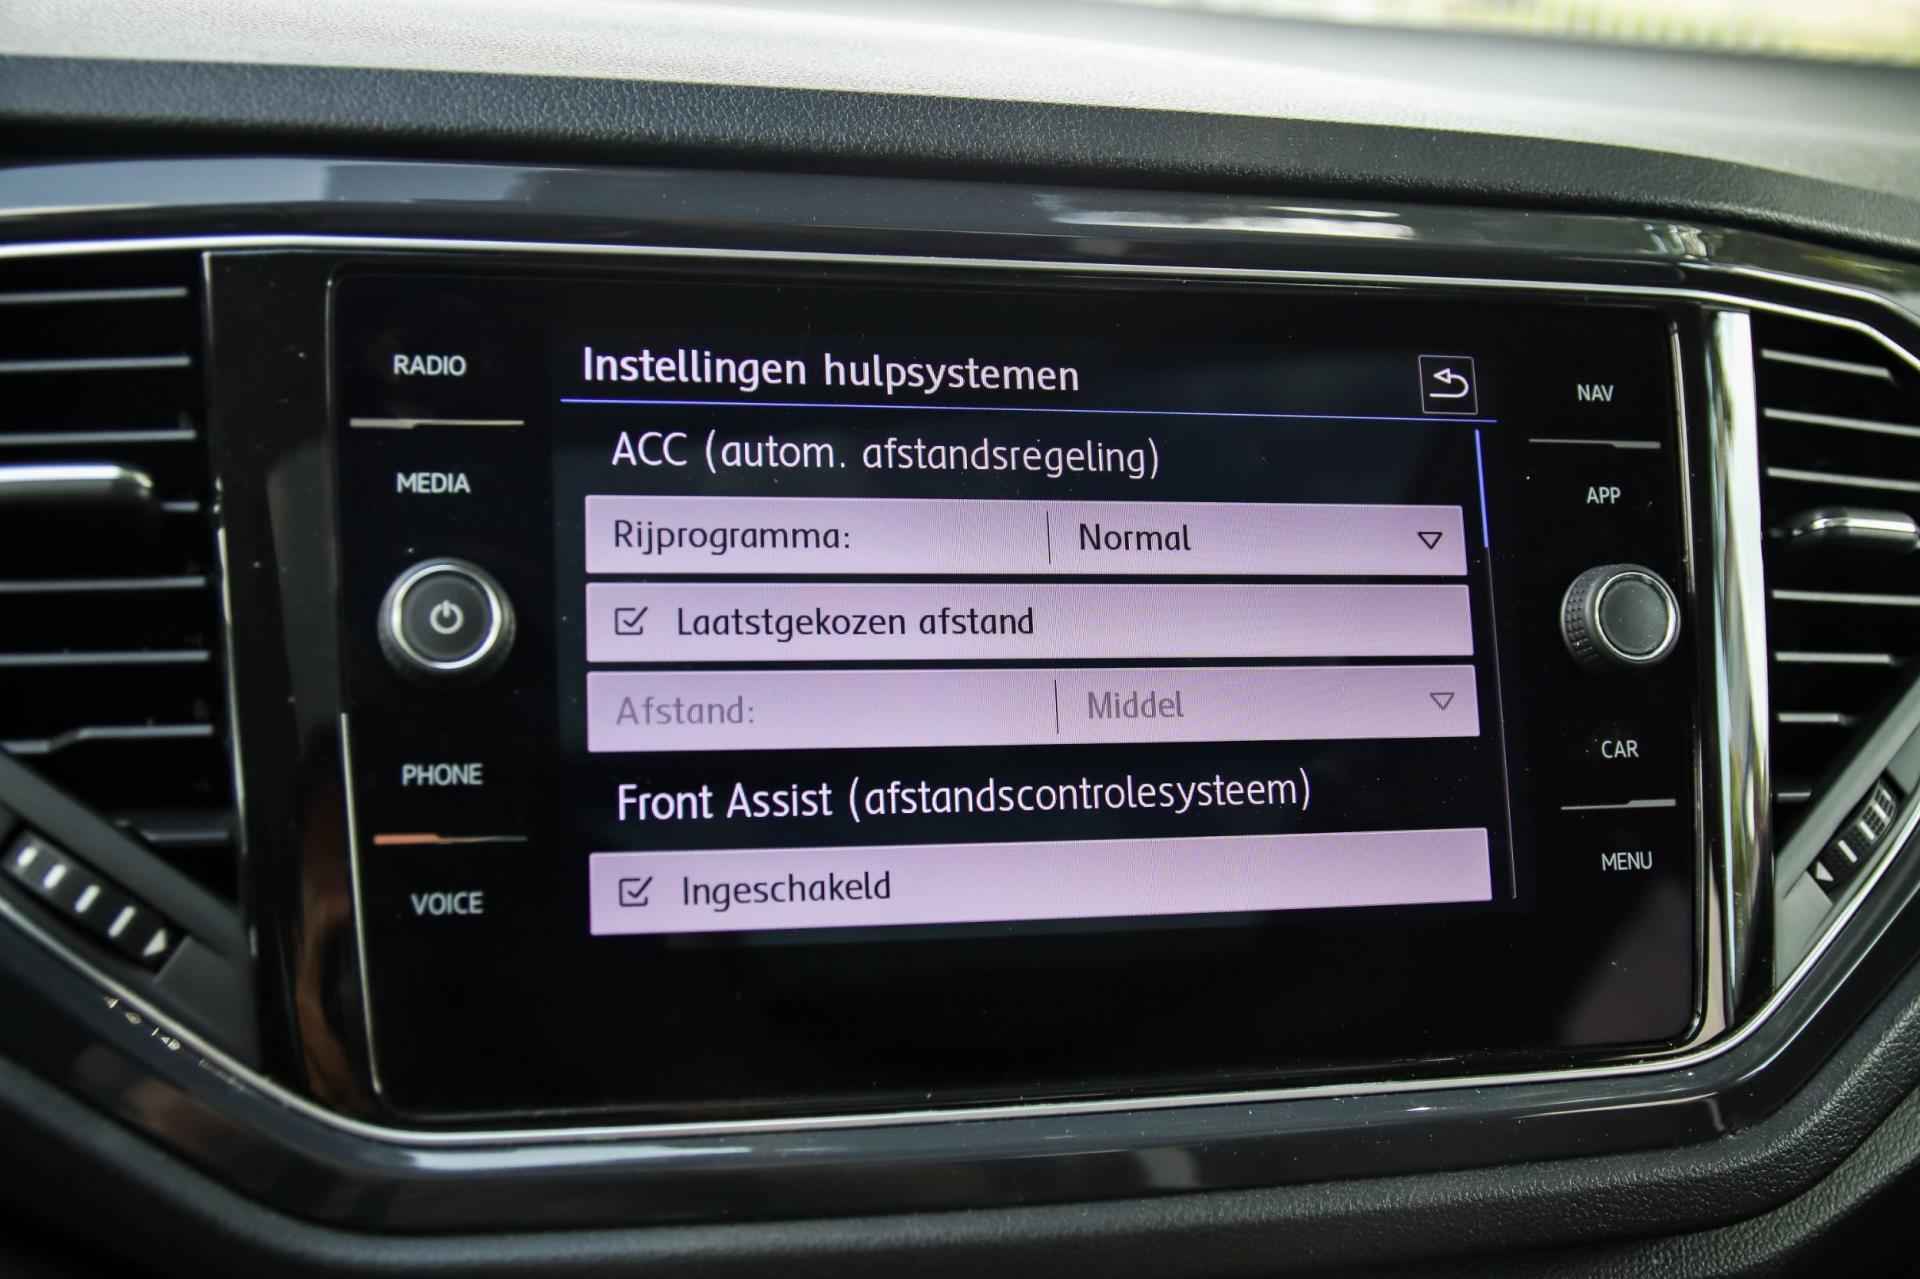 Instellingen hulpsystemen
ACC (autom. afstandsregeling)
Rijprogramma: Normal
Laatstgekozen afstand
Afstand: Middel
Front Assist (afstandscontrolesysteem)
Ingeschakeld
RADIO
MEDIA
PHONE
VOICE
NAV
APP
CAR
MENU